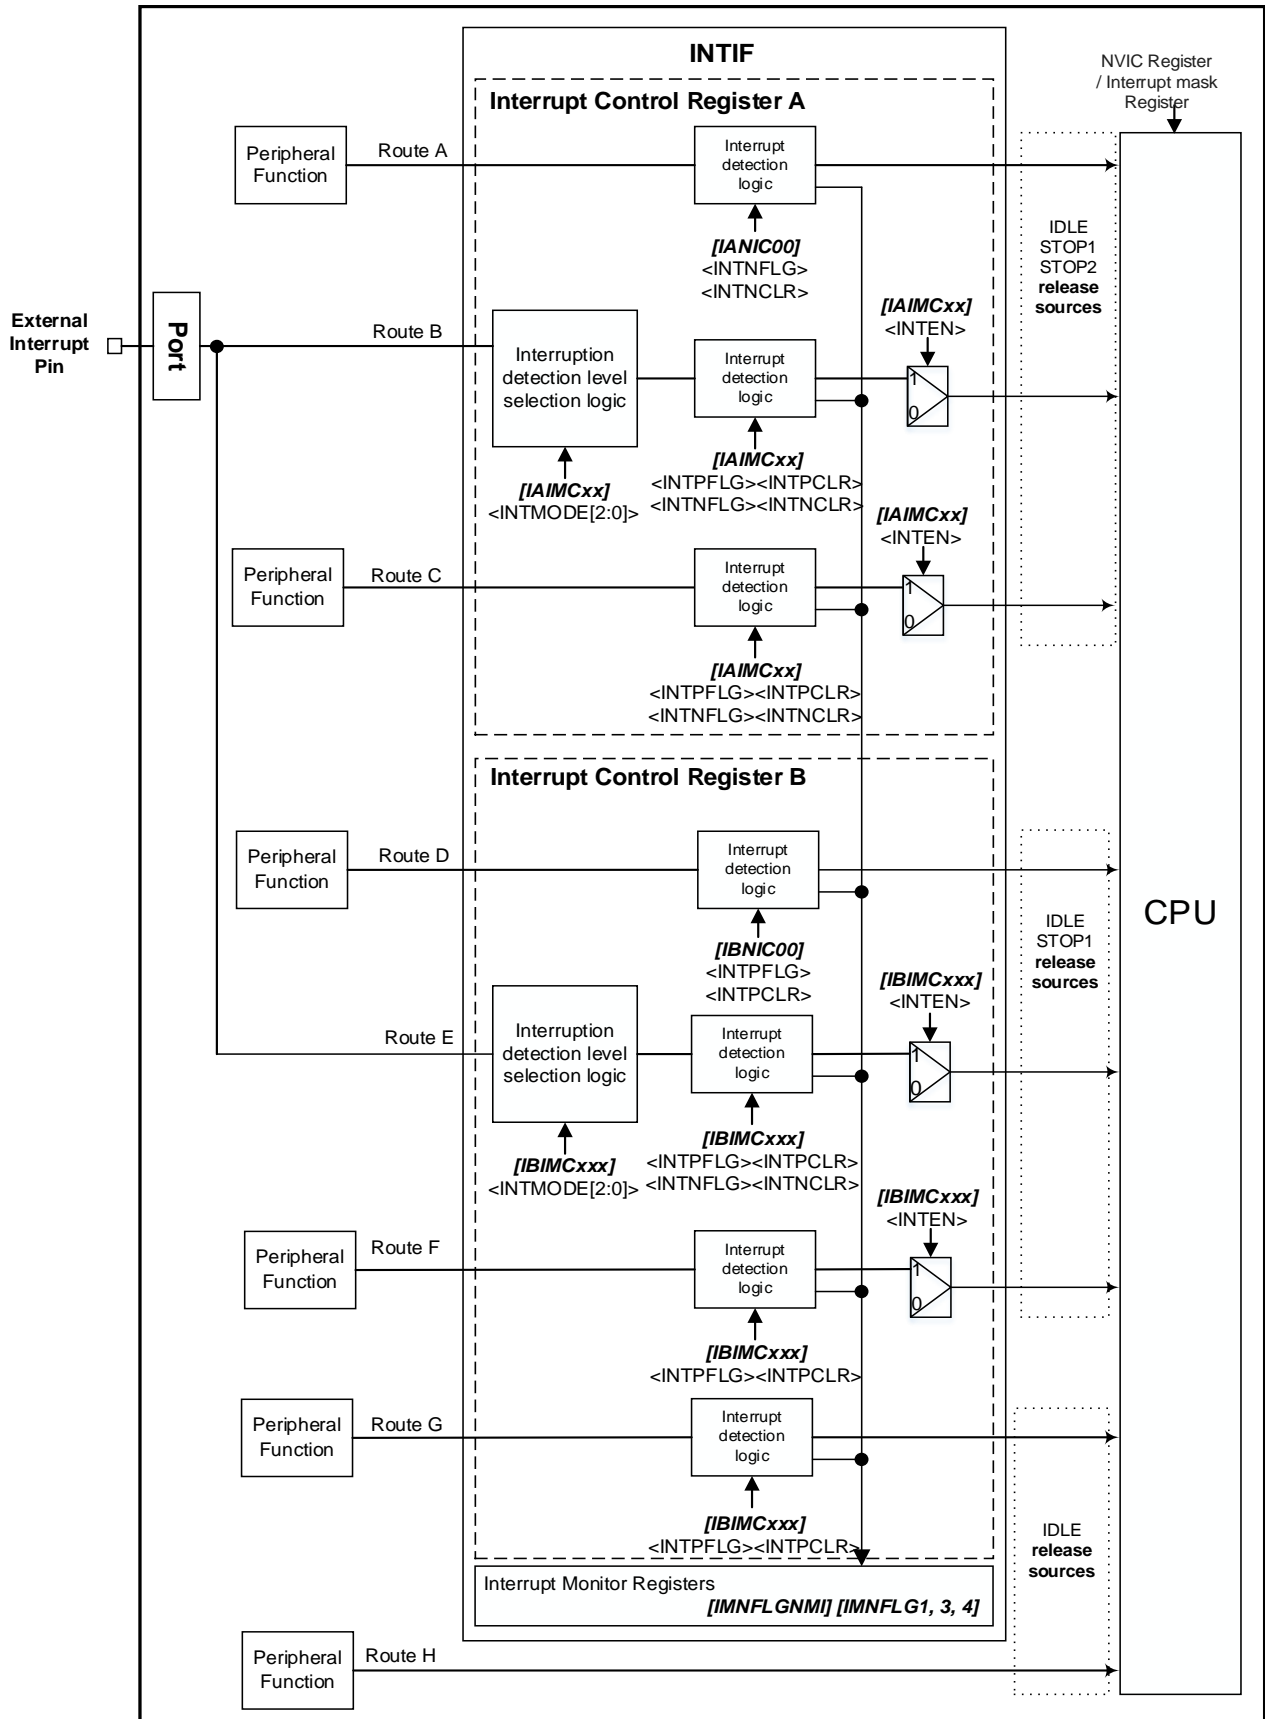 INTIF
NVIC Register
/ Interrupt mask
Register
Interrupt Control Register A
Peripheral
Function
Route A
Interrupt
detection
logic
[IANIC00]
<INTNFLG>
<INTNCLR>
IDLE
STOP1
STOP2
release
sources
External
Interrupt
Pin
Port
Route B
Interruption
detection level
selection logic
[IAIMCxx]
<INTMODE[2:0]>
Interrupt
detection
logic
[IAIMCxx]
<INTPFLG><INTPCLR>
<INTNFLG><INTNCLR>
[IAIMCxx]
<INTEN>
1
0
Peripheral
Function
Route C
Interrupt
detection
logic
[IAIMCxx]
<INTPFLG><INTPCLR>
<INTNFLG><INTNCLR>
[IAIMCxx]
<INTEN>
1
0
Interrupt Control Register B
Peripheral
Function
Route D
Interrupt
detection
logic
[IBNIC00]
<INTPFLG>
<INTPCLR>
IDLE
STOP1
release
sources
CPU
Route E
Interruption
detection level
selection logic
[IBIMCxxx]
<INTMODE[2:0]>
Interrupt
detection
logic
[IBIMCxxx]
<INTPFLG><INTPCLR>
<INTNFLG><INTNCLR>
[IBIMCxxx]
<INTEN>
1
0
Peripheral
Function
Route F
Interrupt
detection
logic
[IBIMCxxx]
<INTPFLG><INTPCLR>
[IBIMCxxx]
<INTEN>
1
0
Peripheral
Function
Route G
Interrupt
detection
logic
[IBIMCxxx]
<INTPFLG><INTPCLR>
IDLE
release
sources
Interrupt Monitor Registers
[IMNFLGNMI] [IMNFLG1, 3, 4]
Peripheral
Function
Route H